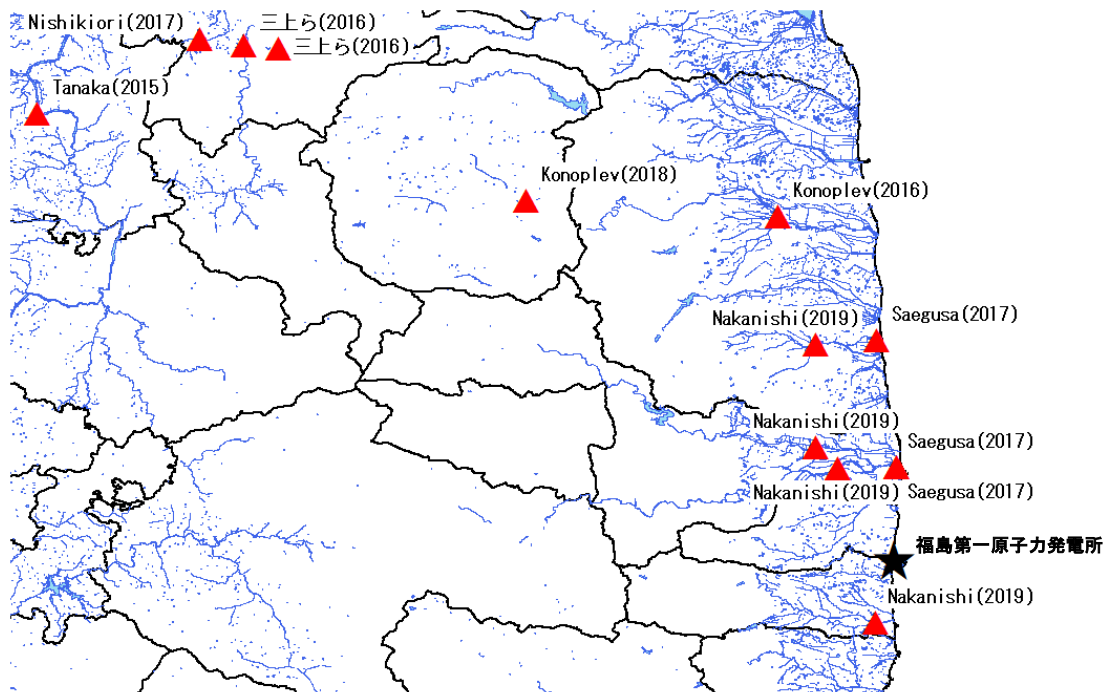 Nishikiori(2017)
三上ら(2016)
三上ら(2016)
Tanaka(2015)
Konoplev(2018)
Konoplev(2016)
Nakanishi(2019)
Saegusa(2017)
Nakanishi(2019)
Saegusa(2017)
Nakanishi(2019)
Saegusa(2017)
福島第一原子力発電所
Nakanishi(2019)